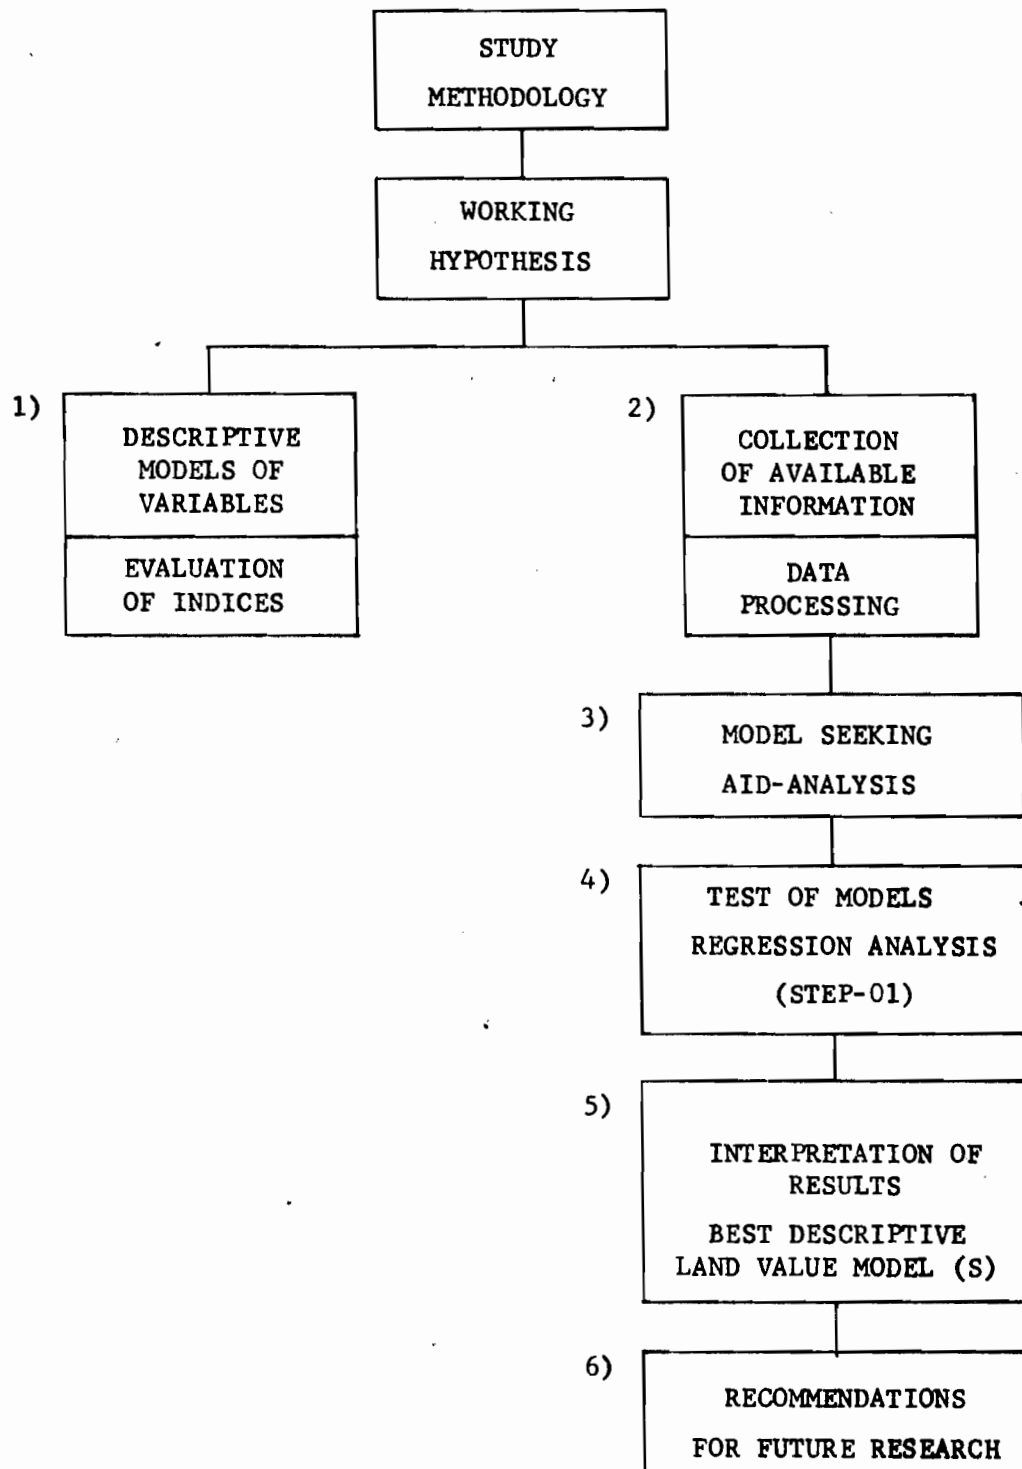 STUDY
METHODOLOGY
WORKING
HYPOTHESIS
1)
DESCRIPTIVE
MODELS OF
VARIABLES
EVALUATION
OF INDICES
2)
COLLECTION
OF AVAILABLE
INFORMATION
DATA
PROCESSING
3)
MODEL SEEKING
AID-ANALYSIS
4)
TEST OF MODELS
REGRESSION ANALYSIS
(STEP-01)
5)
INTERPRETATION OF
RESULTS
BEST DESCRIPTIVE
LAND VALUE MODEL (S)
6)
RECOMMENDATIONS
FOR FUTURE RESEARCH